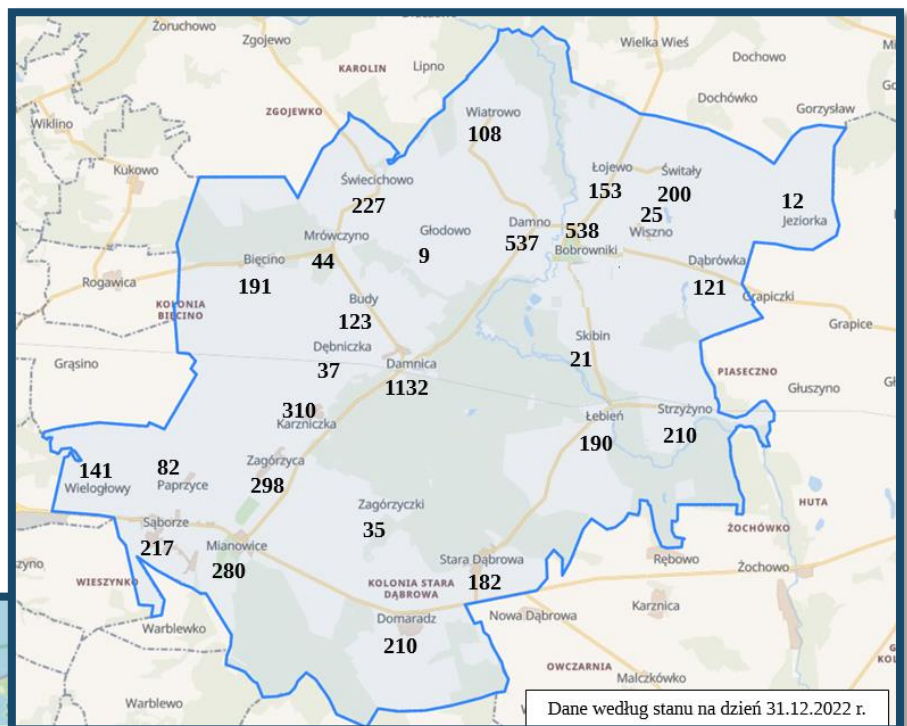 Żoruchowo
Zgojewo
Wielka Wieś
Dochowo
KAROLIN
Lipno
Dochówko
ZGOJEWKO
Wiatrowo
Gorzysław
108
Wiklino
Kukowo
Łojewo
Świtały
153
200
12
Świecichowo
227
25
Jeziorka
Wiszno
Głodowo
Damno
538
Mrówczyno
9
537
Bobrowniki
Bięcino
44
Dąbrówka
191
121
Rogawica
Grapiczki
KOLONIA
BIĘCINO
Budy
123
Grapice
Skibin
Dębniczka
21
Grąsino
37
Damnica
PIASECZNO
1132
Głuszyno
310
Karzniczka
Łebień
Strzyżyno
190
210
141
82
Zagórzyca
Wielogłowy
Paprzyce
298
Zagórzyczki
HUTA
35
Sąborze
ŻOCHÓWKO
217
Mianowice
280
Stara Dąbrowa
Rębowo
182
Żochowo
WIESZYNKO
KOLONIA STARA
DĄBROWA
Karznica
Domaradz
Nowa Dąbrowa
Warblewko
210
OWCZARNIA
Malczkówko
Warblewo
Dane według stanu na dzień 31.12.2022 r.